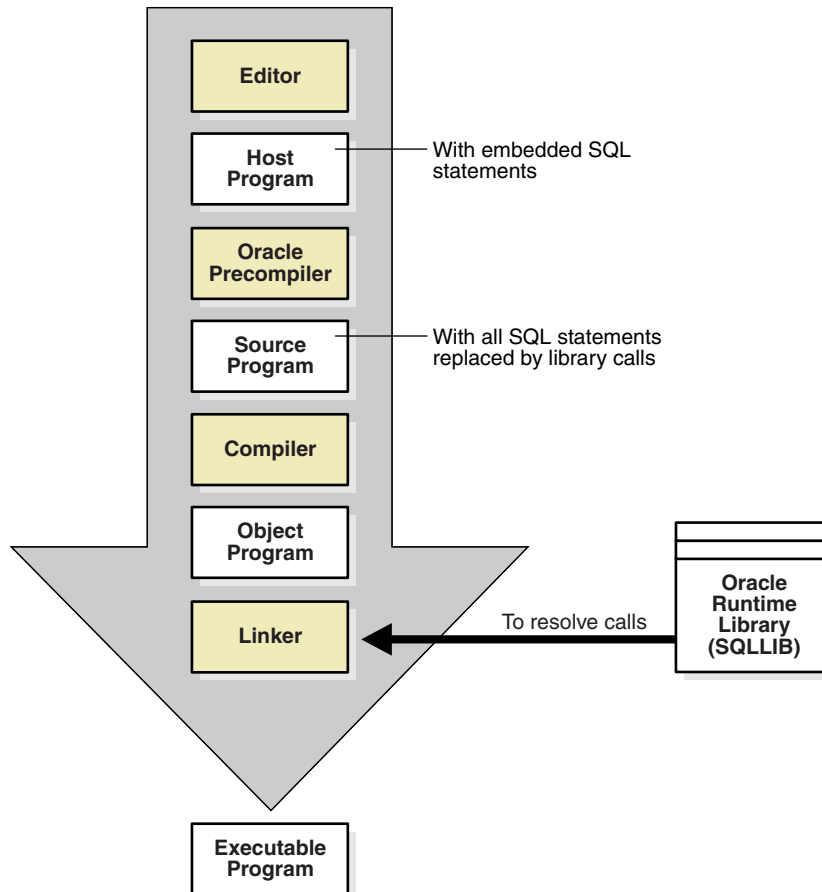 Editor
Host
Program
With embedded SQL
statements
Oracle
Precompiler
Source
Program
With all SQL statements
replaced by library calls
Compiler
Object
Program
Linker
To resolve calls
Oracle
Runtime
Library
(SQLLIB)
Executable
Program